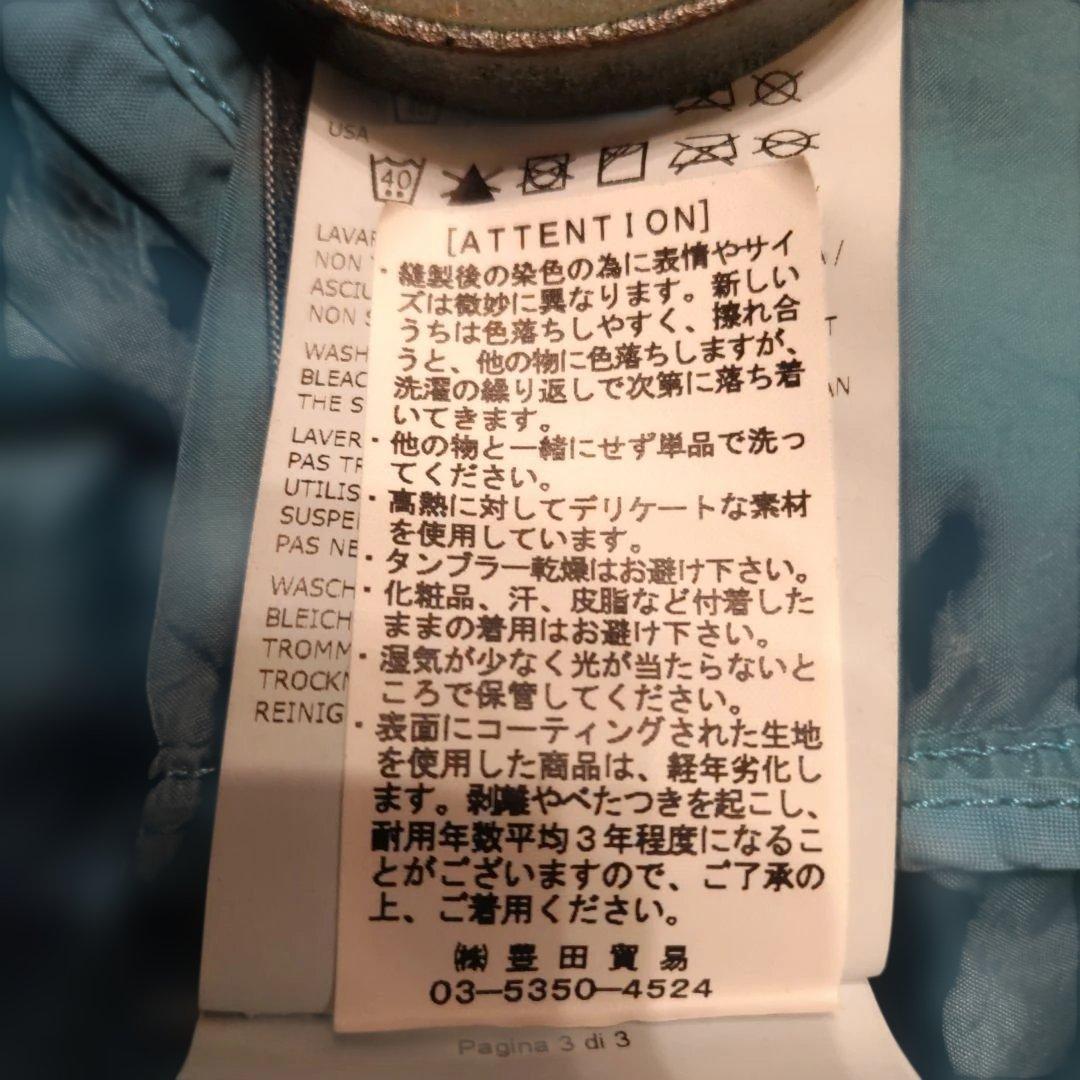 USA
40
[ATTENTION]
・縫製後の染色の為に表情やサイ
ズは微妙に異なります。新しい
うちは色落ちしやすく、擦れ合
うと、他の物に色落ちしますが、
洗濯の繰り返しで次第に落ち着
いてきます。
・他の物と一緒にせず単品で洗っ
てください。
・高熱に対してデリケートな素材
を使用しています。
・タンブラー乾燥はお避け下さい。
・化粧品、汗、皮脂など付着した
ままの着用はお避け下さい。
・湿気が少なく光が当たらないと
ころで保管してください。
・表面にコーティングされた生地
を使用した商品は、経年劣化し
ます。剥離やべたつきを起こし、
耐用年数平均3年程度になるこ
とがございますので、ご了承の
上、ご着用ください。
㈱豊田貿易
03-5350-4524
LAVAR
NON
ASCIU
NON S
WASH
BLEAC
THE S
LAVER
PAS TR
UTILIS
SUSPE
PAS NE
WASCH
BLEICH
TROMM
TROCKN
REINIG
Pagina 3 di 3